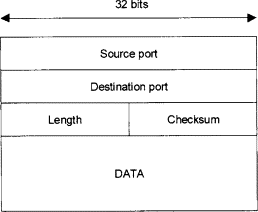 32 bits
Source port
Destination port
Length Checksum
DATA